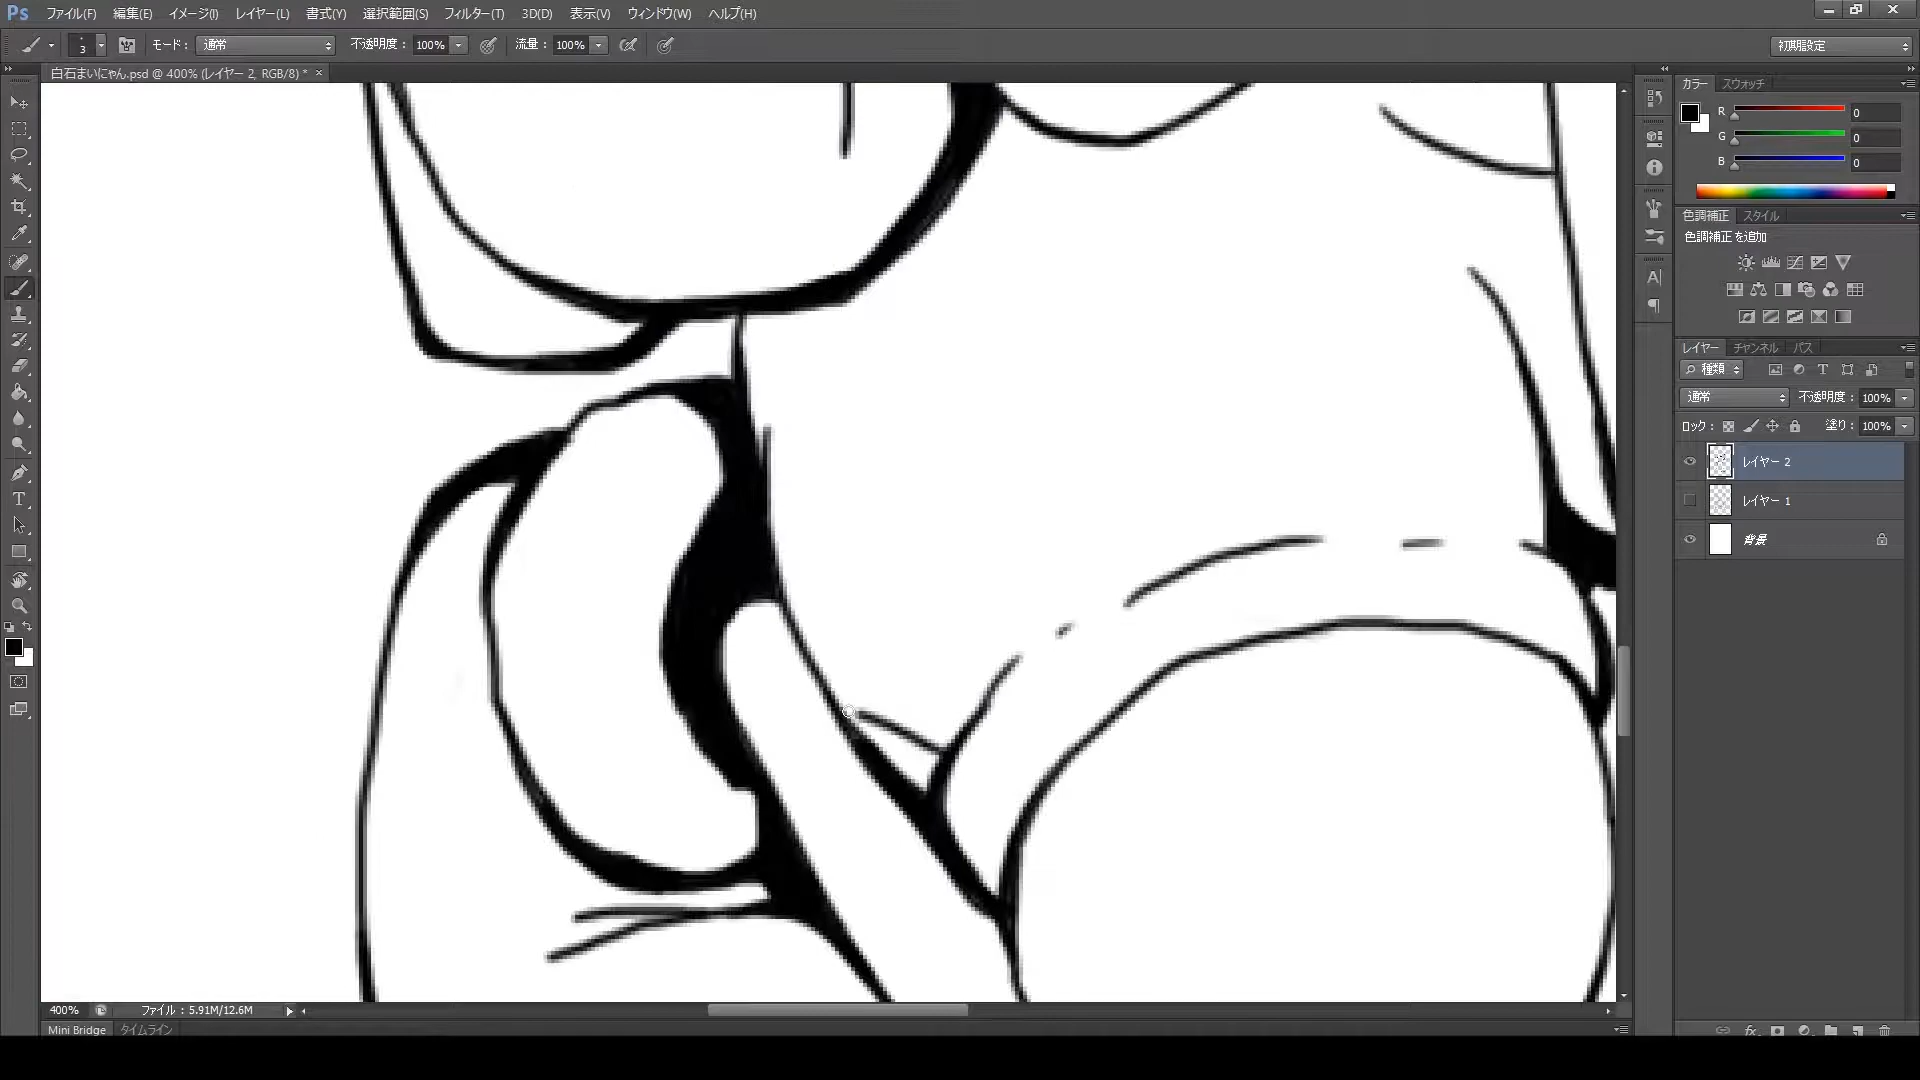 Ps ファイル(F) 編集(E) イメージ(I) レイヤー(L) 書式(Y) 選択範囲(S) フィルター(T) 3D(D) 表示(V) ウィンドウ(W) ヘルプ(H)
3 モード: 通常 不透明度: 100% 流量: 100% 初期設定
白石まいにゃん.psd @ 400% (レイヤー 2, RGB/8) * ×
カラー スウォッチ
R 0
G 0
B 0
色調補正 スタイル
色調補正を追加
レイヤー チャンネル パス
種類
通常 不透明度: 100%
ロック: 塗り: 100%
レイヤー 2
レイヤー 1
背景
400% ファイル: 5.91M/12.6M
Mini Bridge タイムライン